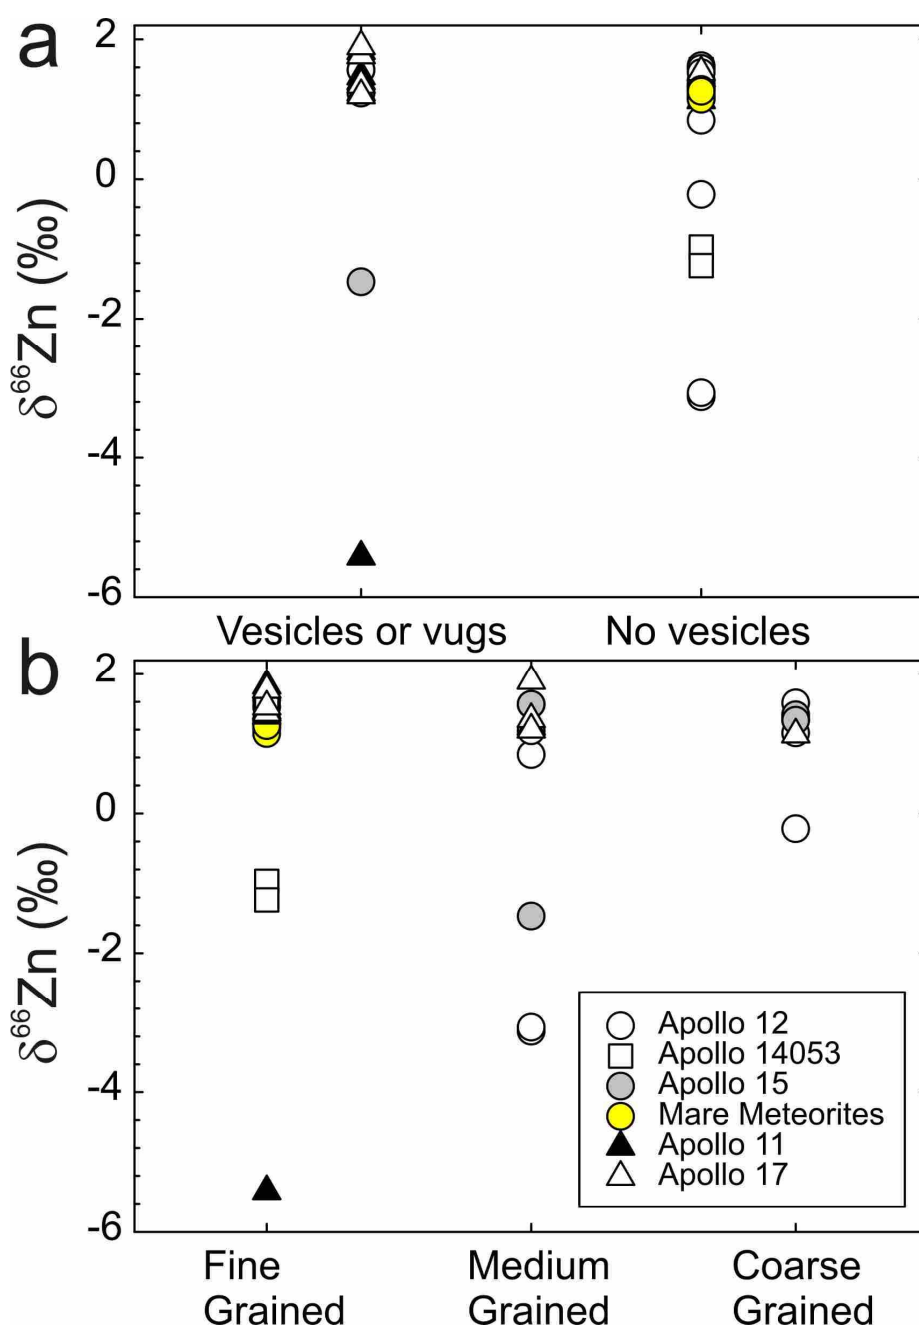 a
2
0
-2
-4
-6
δ⁶⁶Zn (‰)
Vesicles or vugs
No vesicles
b
2
0
-2
-4
-6
δ⁶⁶Zn (‰)
Apollo 12
Apollo 14053
Apollo 15
Mare Meteorites
Apollo 11
Apollo 17
Fine
Grained
Medium
Grained
Coarse
Grained